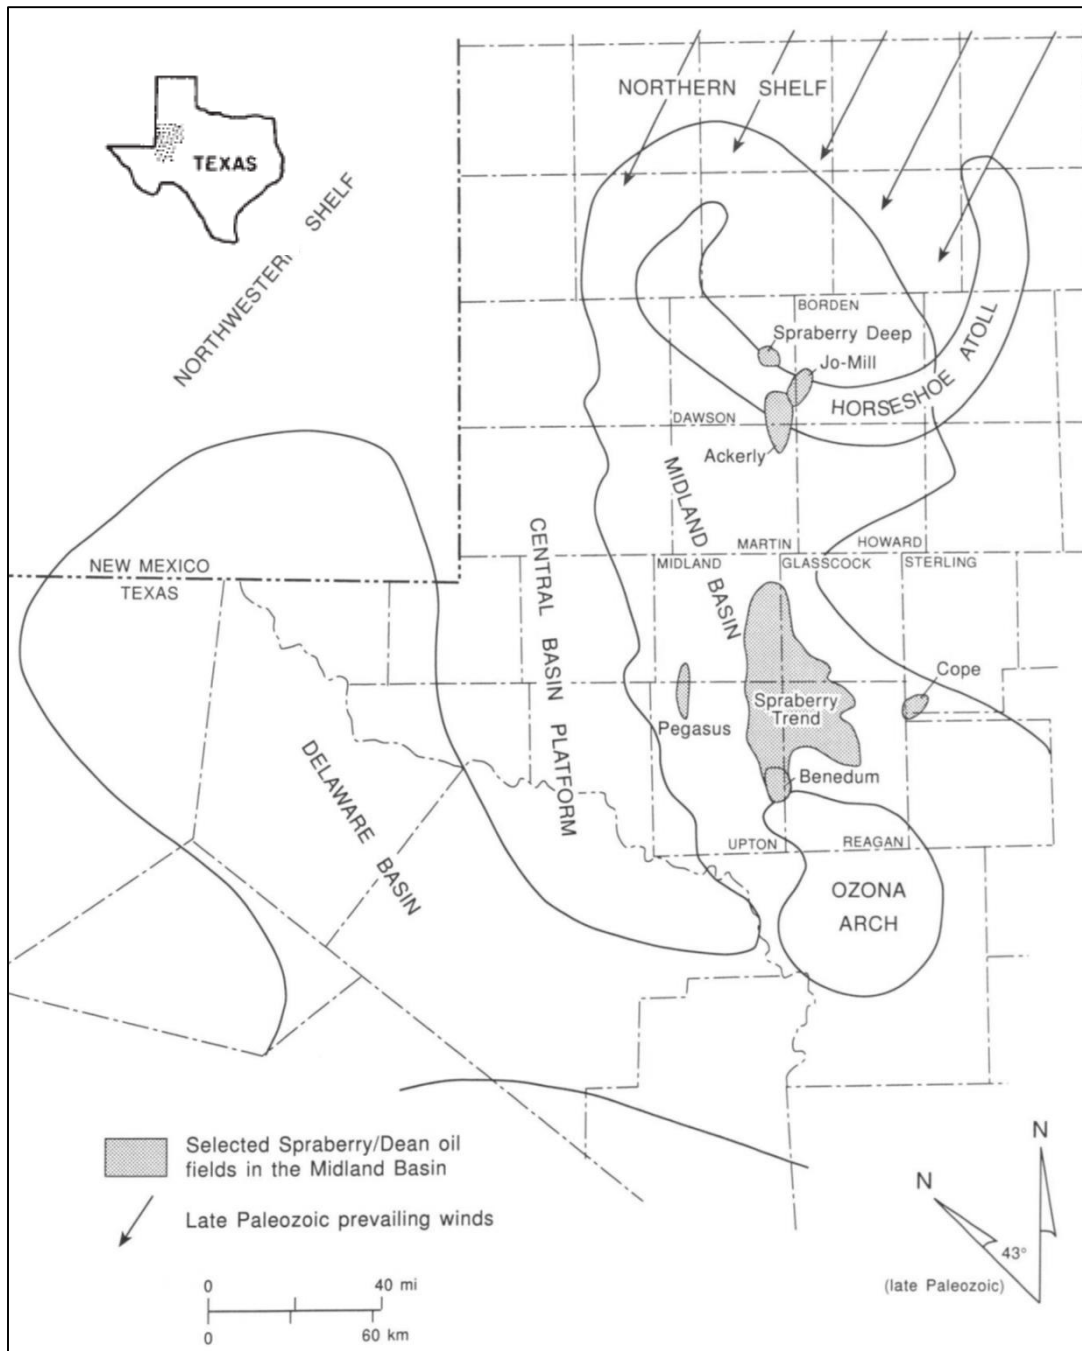 NORTHERN SHELF
TEXAS
NORTHWESTERN SHELF
BORDEN
Spraberry Deep
Jo-Mill
HORSESHOE ATOLL
DAWSON
Ackerly
MIDLAND BASIN
MARTIN
HOWARD
NEW MEXICO
TEXAS
MIDLAND
GLASSCOCK
STERLING
CENTRAL BASIN PLATFORM
Cope
Spraberry
Trend
Pegasus
Benedum
DELAWARE BASIN
UPTON
REAGAN
OZONA
ARCH
Selected Spraberry/Dean oil
fields in the Midland Basin
Late Paleozoic prevailing winds
0 40 mi
0 60 km
N
N
43°
(late Paleozoic)